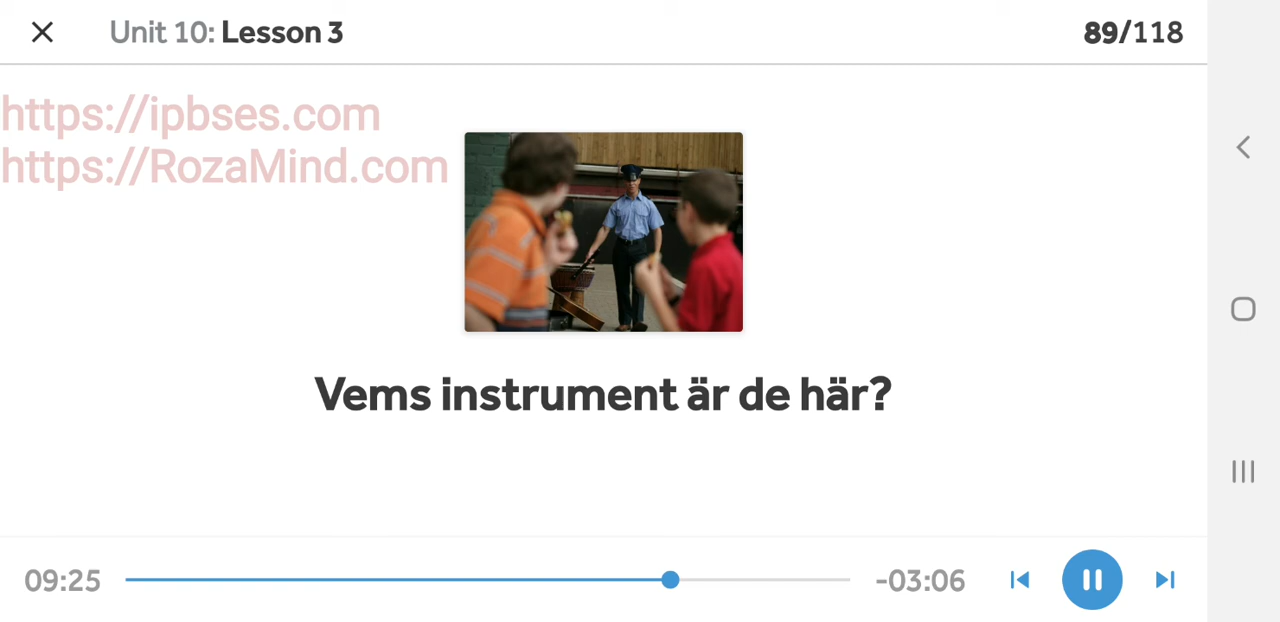 Unit 10: Lesson 3
89/118
https://ipbses.com
https://RozaMind.com
Vems instrument är de här?
09:25
-03:06